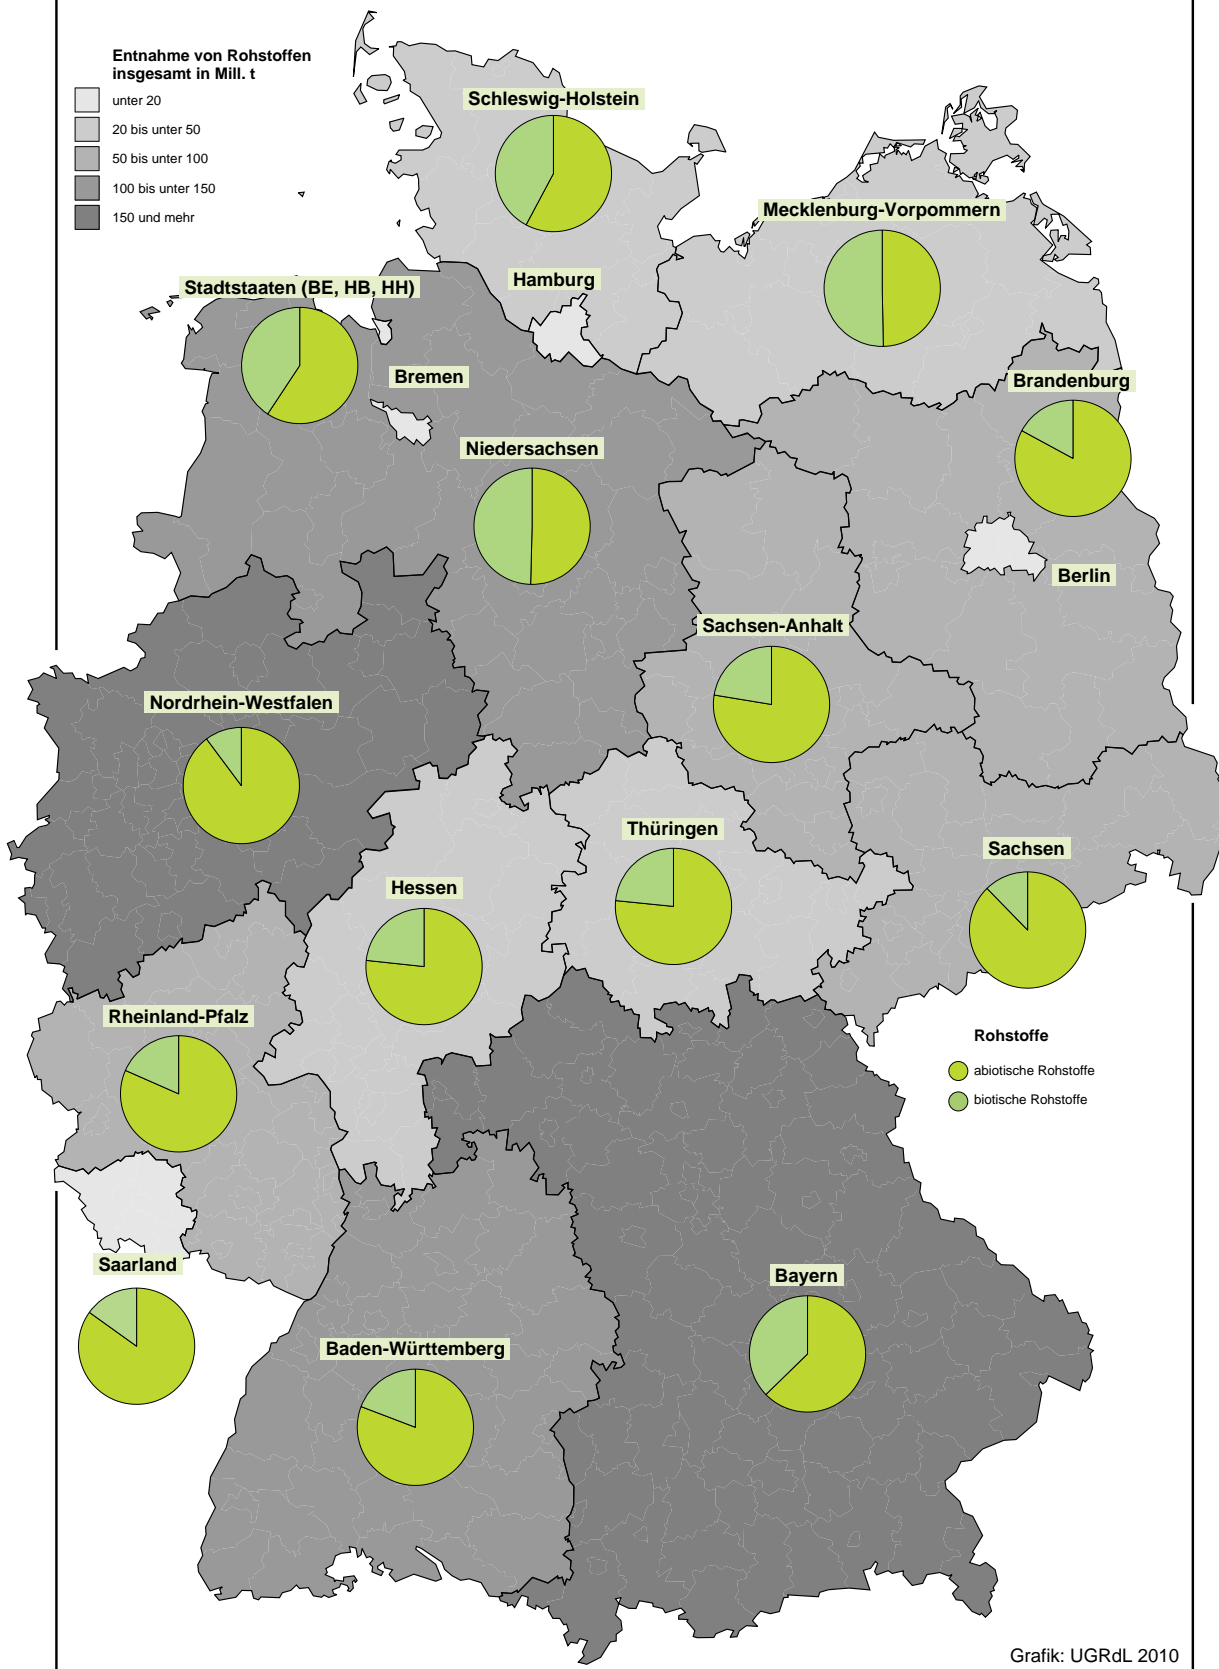 Entnahme von Rohstoffen
insgesamt in Mill. t
unter 20
20 bis unter 50
50 bis unter 100
100 bis unter 150
150 und mehr
Schleswig-Holstein
Mecklenburg-Vorpommern
Hamburg
Stadtstaaten (BE, HB, HH)
Bremen
Brandenburg
Niedersachsen
Berlin
Sachsen-Anhalt
Nordrhein-Westfalen
Thüringen
Sachsen
Hessen
Rheinland-Pfalz
Rohstoffe
abiotische Rohstoffe
biotische Rohstoffe
Saarland
Bayern
Baden-Württemberg
Grafik: UGRdL 2010